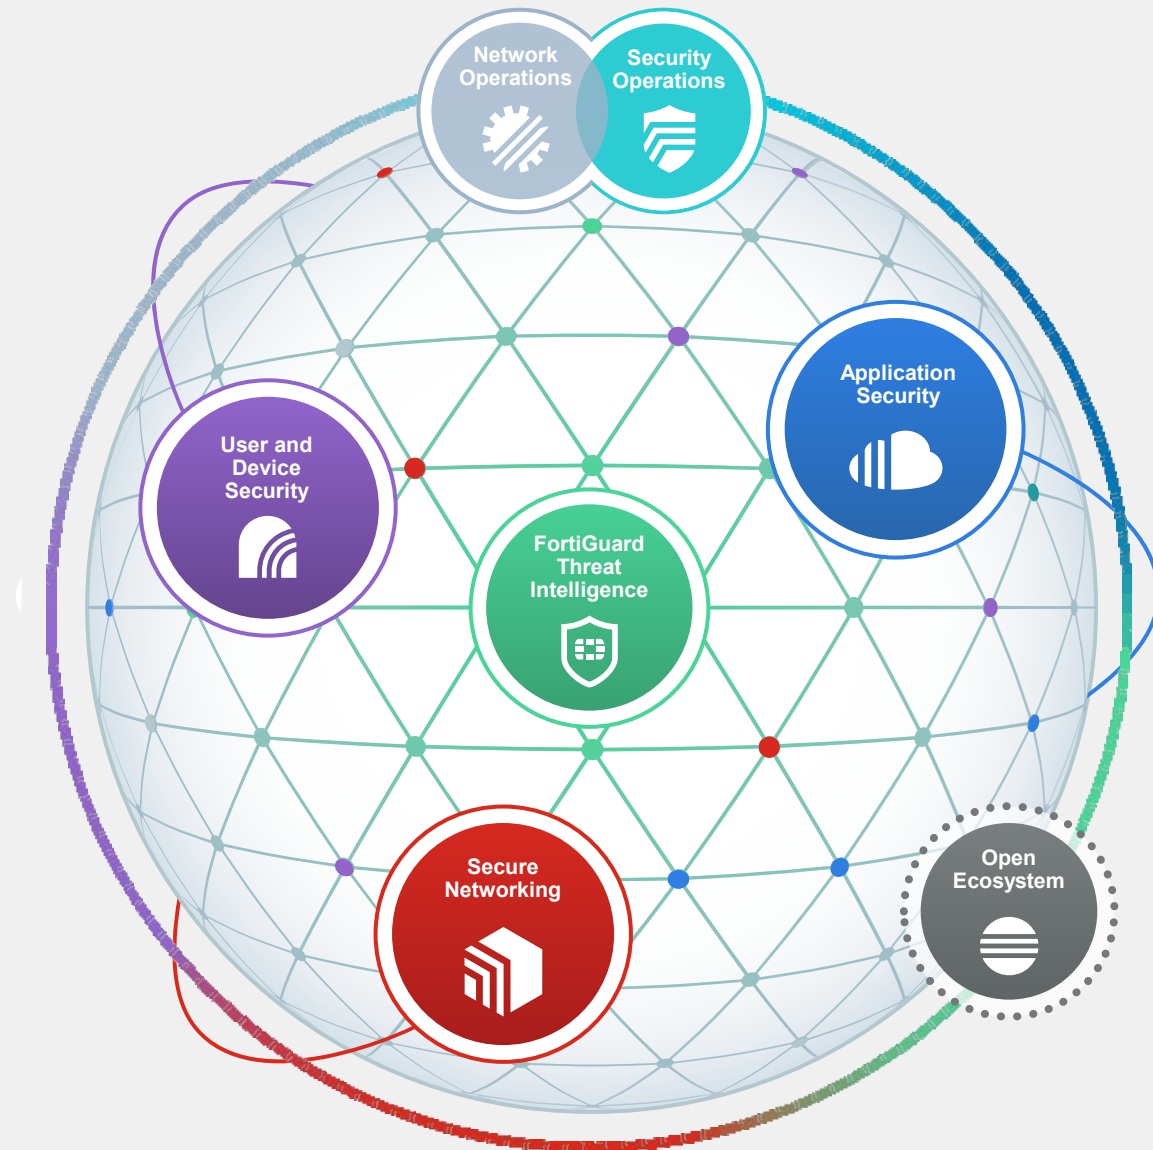 Network
Operations
Security
Operations
Application
Security
User and
Device
Security
FortiGuard
Threat
Intelligence
Secure
Networking
Open
Ecosystem